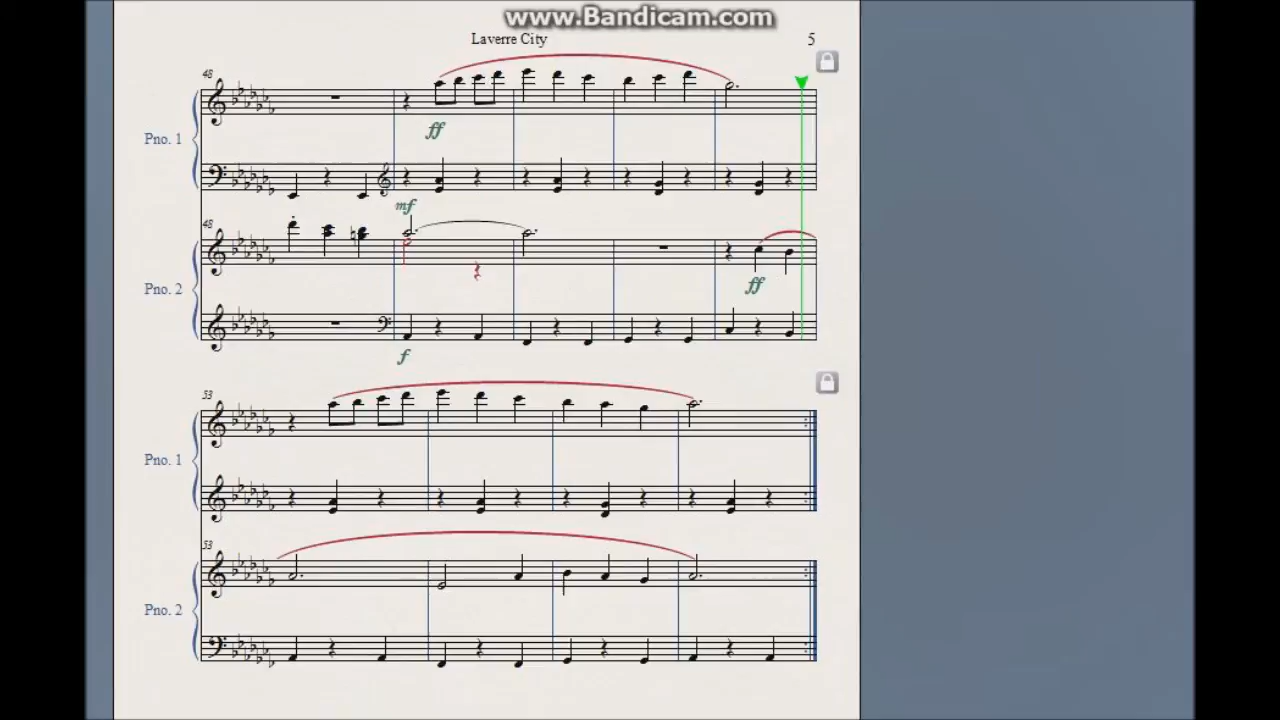 www.Bandicam.com
Laverre City
5
48
Pno. 1
ff
mf
48
Pno. 2
ff
f
53
Pno. 1
53
Pno. 2